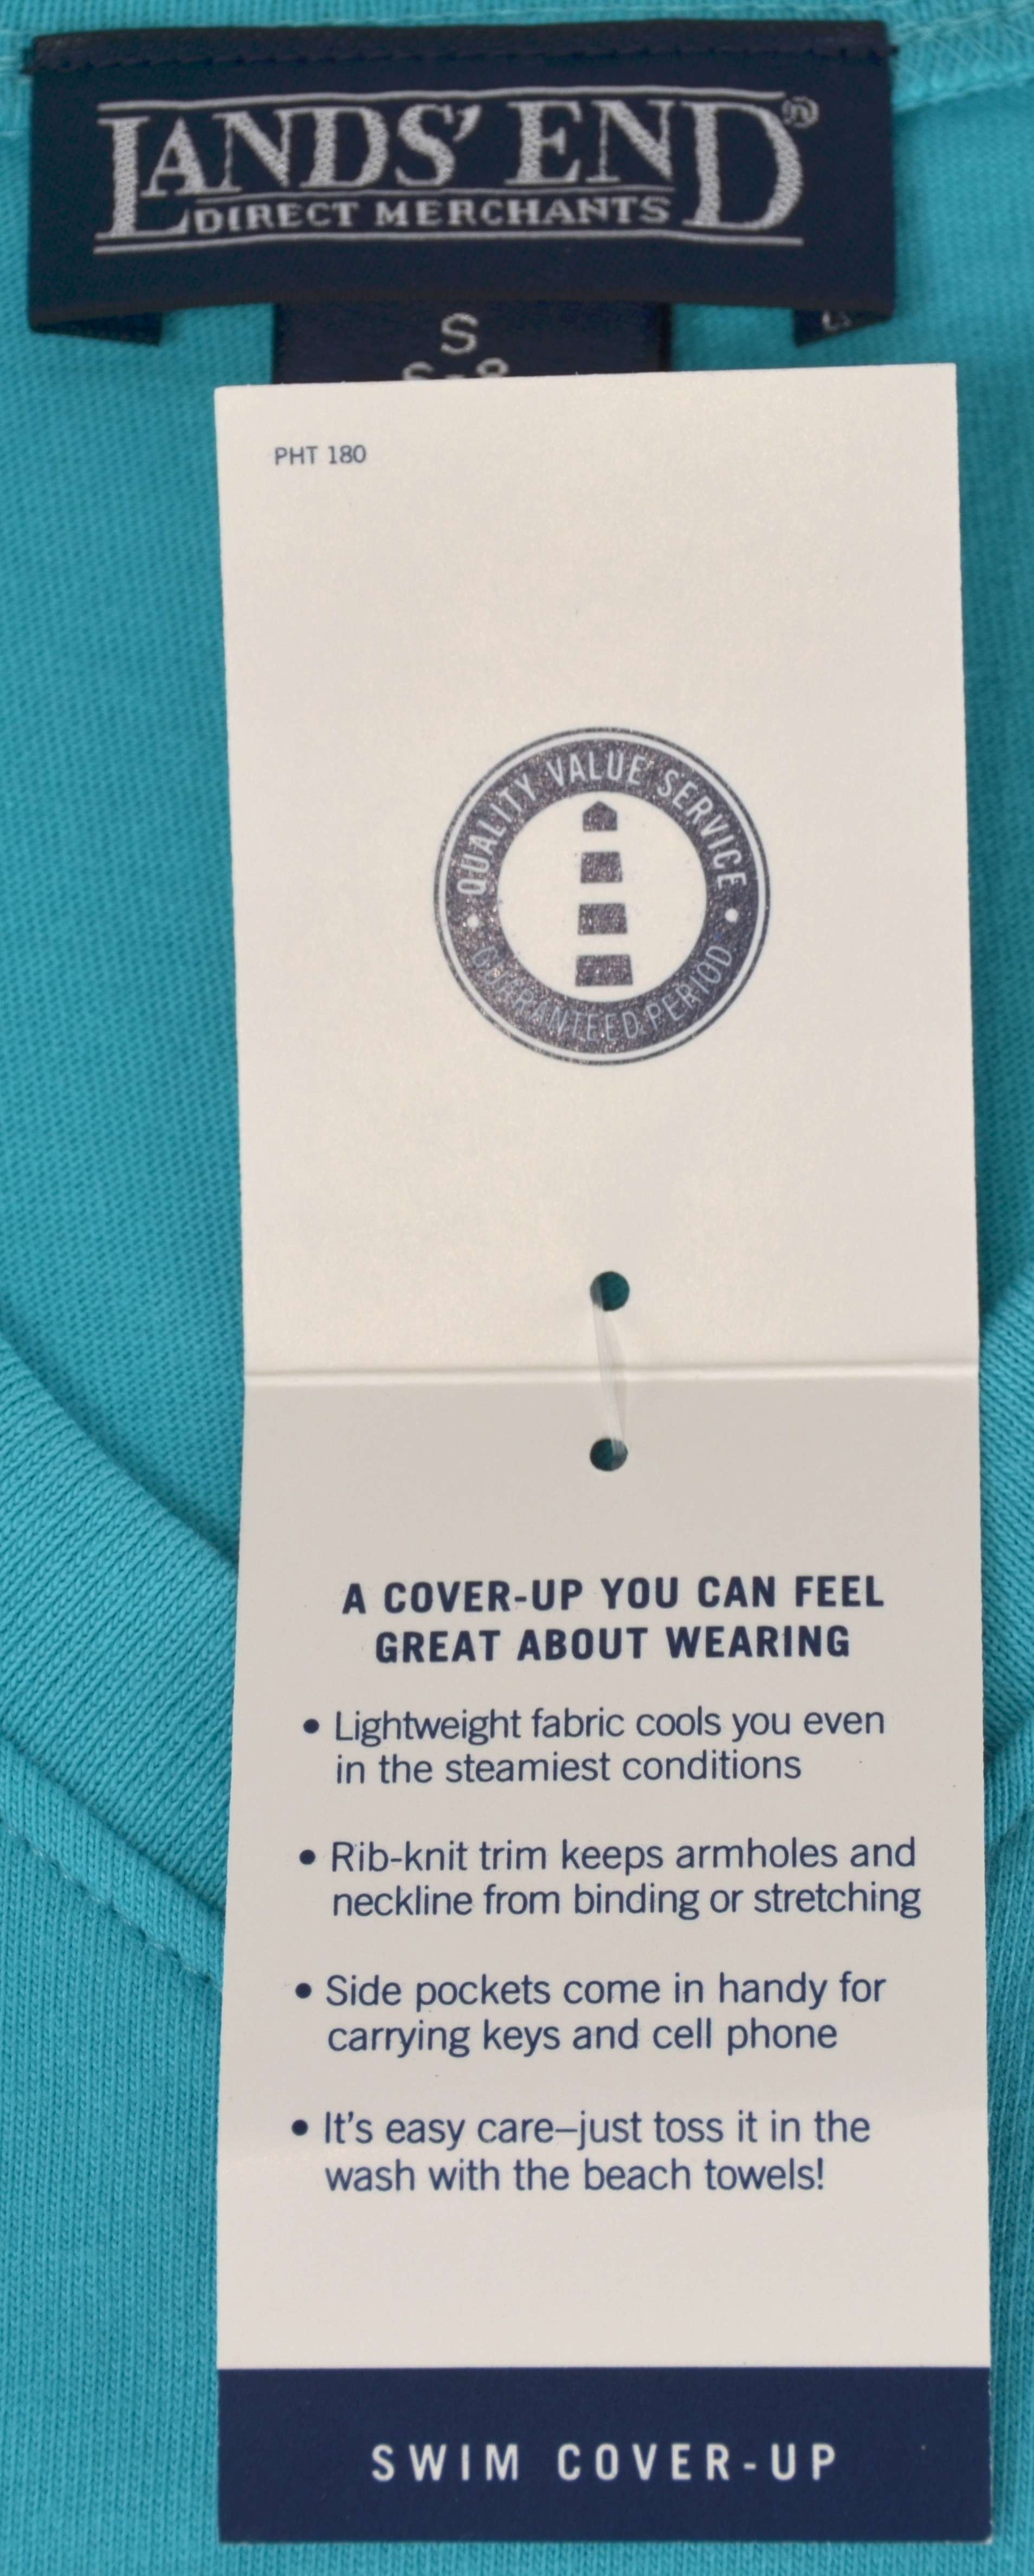 LANDS' END®
DIRECT MERCHANTS
S
PHT 180
QUALITY VALUE SERVICE
GUARANTEED PERIOD
A COVER-UP YOU CAN FEEL
GREAT ABOUT WEARING
• Lightweight fabric cools you even
in the steamiest conditions
• Rib-knit trim keeps armholes and
neckline from binding or stretching
• Side pockets come in handy for
carrying keys and cell phone
• It's easy care–just toss it in the
wash with the beach towels!
SWIM COVER-UP